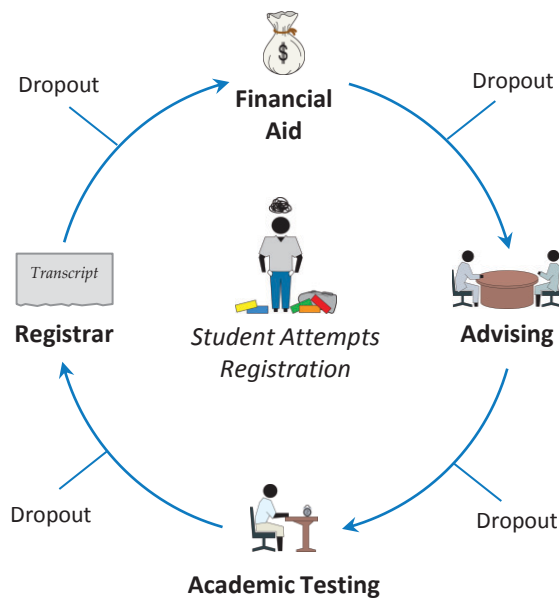 $
Financial
Aid
Dropout
Dropout
Transcript
Registrar
Student Attempts
Registration
Advising
Dropout
Dropout
Academic Testing